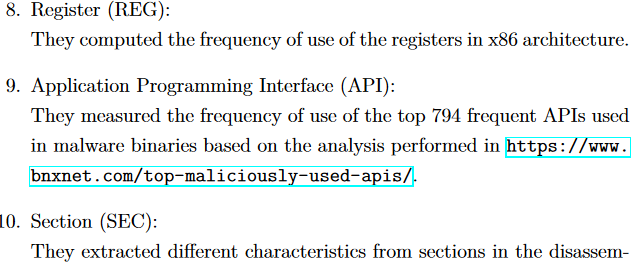 8. Register (REG):
They computed the frequency of use of the registers in x86 architecture.
9. Application Programming Interface (API):
They measured the frequency of use of the top 794 frequent APIs used
in malware binaries based on the analysis performed in https://www.
bnxnet.com/top-maliciously-used-apis/.
10. Section (SEC):
They extracted different characteristics from sections in the disassem-